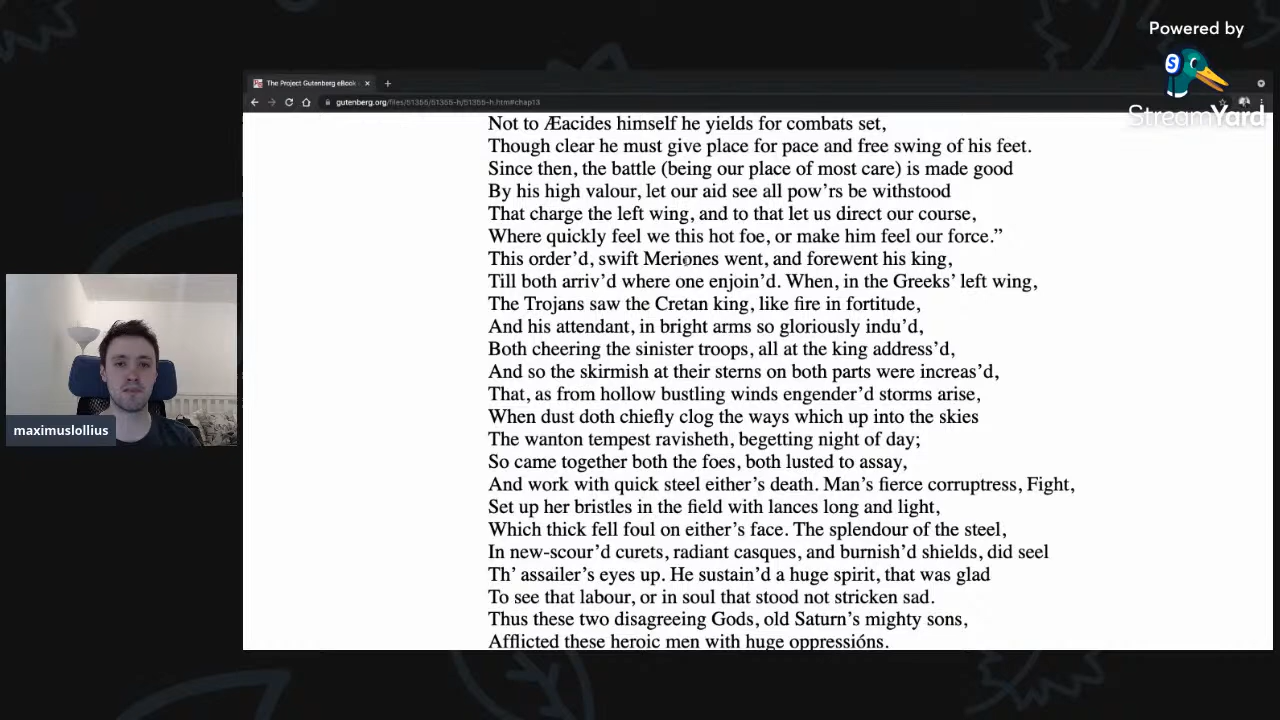 Powered by
StreamYard
The Project Gutenberg eBook
gutenberg.org/files/51355/51355-h/51355-h.htm#chap13
Not to Æacides himself he yields for combats set,
Though clear he must give place for pace and free swing of his feet.
Since then, the battle (being our place of most care) is made good
By his high valour, let our aid see all pow’rs be withstood
That charge the left wing, and to that let us direct our course,
Where quickly feel we this hot foe, or make him feel our force.”
This order’d, swift Meriones went, and forewent his king,
Till both arriv’d where one enjoin’d. When, in the Greeks’ left wing,
The Trojans saw the Cretan king, like fire in fortitude,
And his attendant, in bright arms so gloriously indu’d,
Both cheering the sinister troops, all at the king address’d,
And so the skirmish at their sterns on both parts were increas’d,
That, as from hollow bustling winds engender’d storms arise,
When dust doth chiefly clog the ways which up into the skies
The wanton tempest ravisheth, begetting night of day;
So came together both the foes, both lusted to assay,
And work with quick steel either’s death. Man’s fierce corruptress, Fight,
Set up her bristles in the field with lances long and light,
Which thick fell foul on either’s face. The splendour of the steel,
In new-scour’d curets, radiant casques, and burnish’d shields, did seel
Th’ assailer’s eyes up. He sustain’d a huge spirit, that was glad
To see that labour, or in soul that stood not stricken sad.
Thus these two disagreeing Gods, old Saturn’s mighty sons,
Afflicted these heroic men with huge oppressións.
maximuslollius